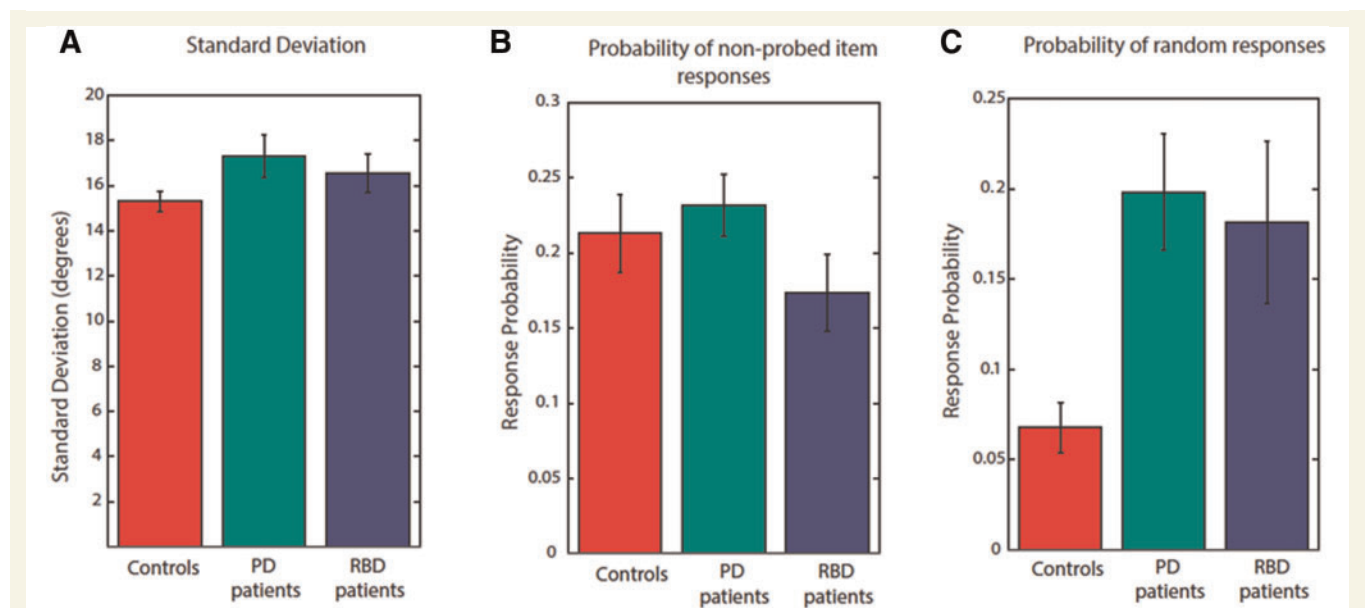 A
Standard Deviation
Standard Deviation (degrees)
20
18
16
14
12
10
8
6
4
2
Controls
PD
patients
RBD
patients
B
Probability of non-probed item
responses
Response Probability
0.3
0.25
0.2
0.15
0.1
0.05
0
Controls
PD
patients
RBD
patients
C
Probability of random responses
Response Probability
0.25
0.2
0.15
0.1
0.05
0
Controls
PD
patients
RBD
patients